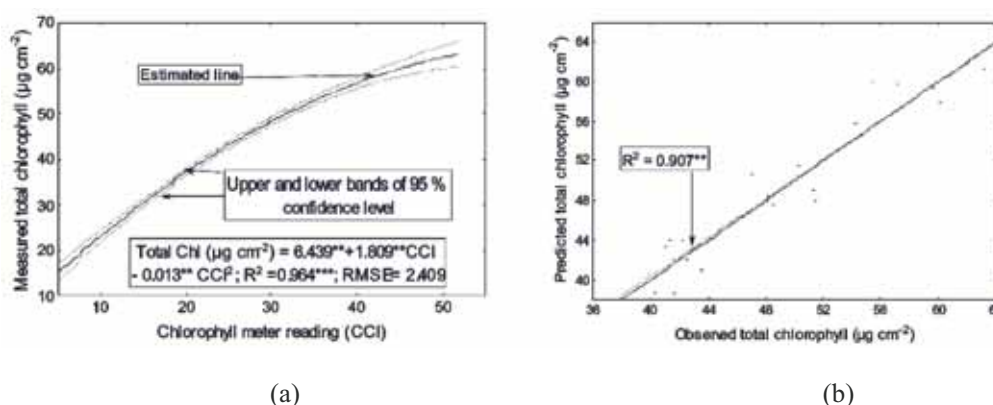 70
60
50
40
30
20
10
Measured total chlorophyll (µg cm-2)
Estimated line
Upper and lower bands of 95 %
confidence level
Total Chl (µg cm-2) = 6.439**+1.809**CCI
- 0.013** CCI2; R2 =0.964***; RMSE= 2.409
10 20 30 40 50
Chlorophyll meter reading (CCI)
(a)
64
60
56
52
48
44
40
Predicted total chlorophyll (µg cm-2)
R2 = 0.907**
36 40 44 48 52 56 60 6
Observed total chlorophyll (µg cm-2)
(b)